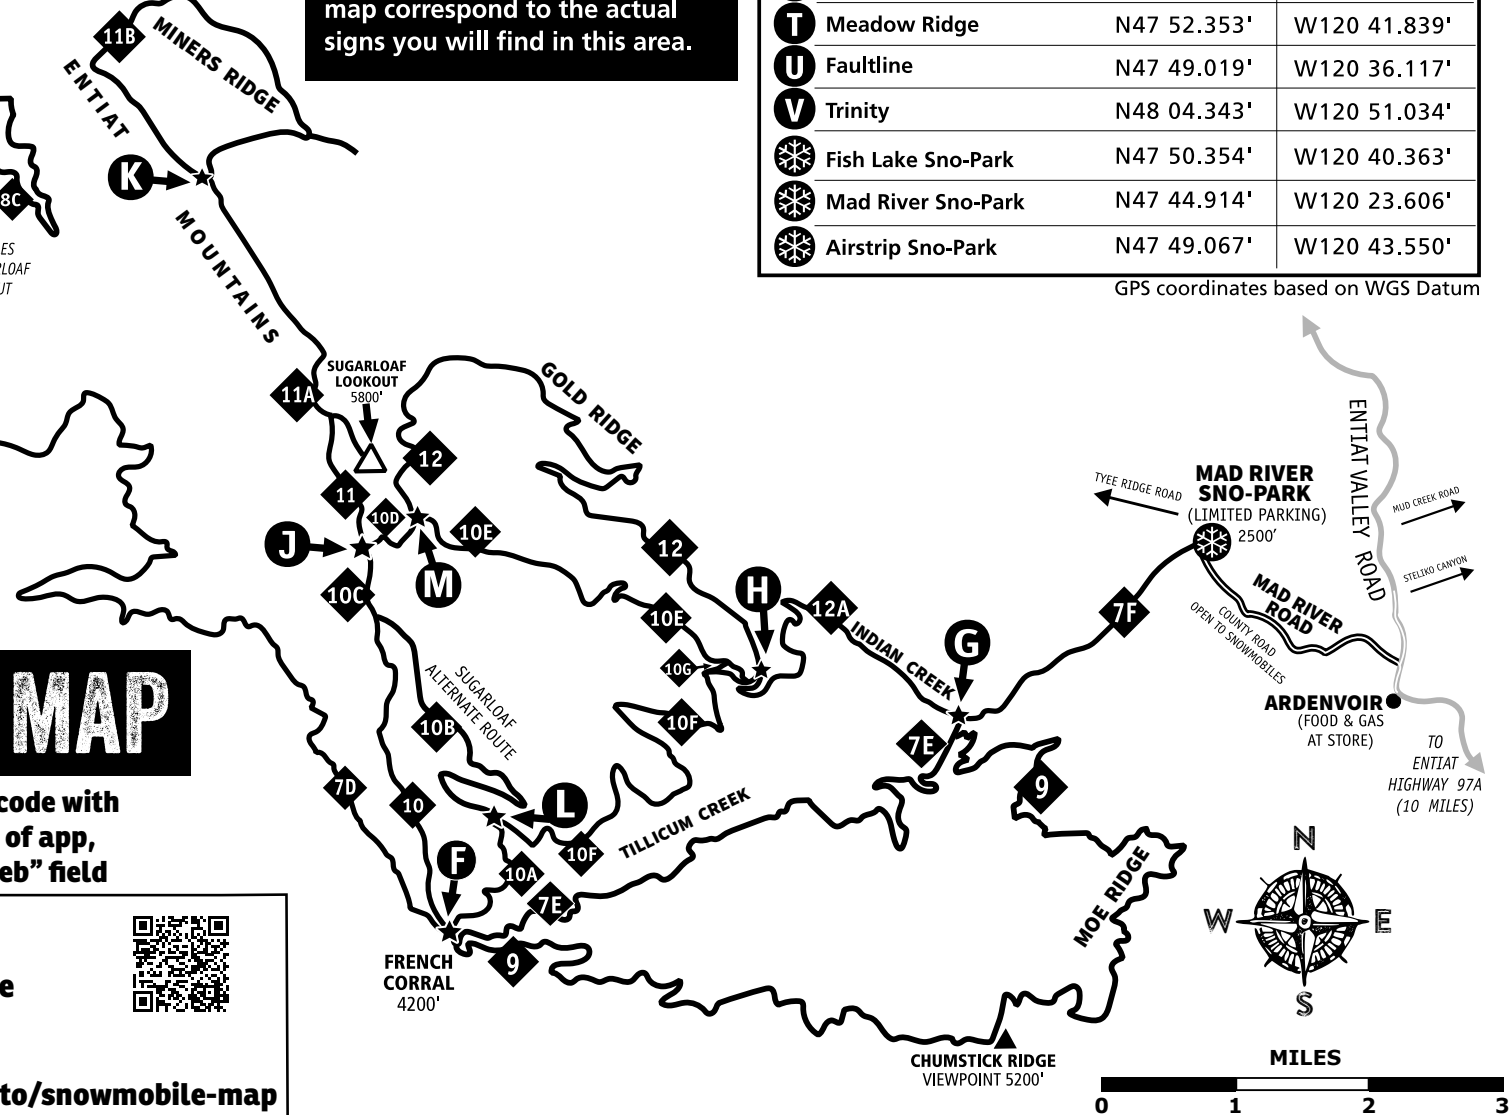 map correspond to the actual
signs you will find in this area.
T Meadow Ridge N47 52.353' W120 41.839'
U Faultline N47 49.019' W120 36.117'
V Trinity N48 04.343' W120 51.034'
Fish Lake Sno-Park N47 50.354' W120 40.363'
Mad River Sno-Park N47 44.914' W120 23.606'
Airstrip Sno-Park N47 49.067' W120 43.550'
GPS coordinates based on WGS Datum
11B
MINERS RIDGE
ENTIAT
MOUNTAINS
K
8C
ES
RLOAF
UT
SUGARLOAF
LOOKOUT
5800'
11A
GOLD RIDGE
12
11
10D
10E
J
M
10C
12
H
10E
12A
INDIAN CREEK
G
7F
10G
10F
TYEE RIDGE ROAD
MAD RIVER
SNO-PARK
(LIMITED PARKING)
2500'
ENTIAT VALLEY ROAD
MUD CREEK ROAD
STELIKO CANYON
MAD RIVER
ROAD
COUNTY ROAD
OPEN TO SNOWMOBILES
ARDENVOIR
(FOOD & GAS
AT STORE)
TO
ENTIAT
HIGHWAY 97A
(10 MILES)
MAP
SUGARLOAF
ALTERNATE ROUTE
10B
7E
9
7D
10
L
TILLICUM CREEK
10F
F
10A
7E
9
MOE RIDGE
code with
of app,
eb” field
e
to/snowmobile-map
FRENCH
CORRAL
4200'
CHUMSTICK RIDGE
VIEWPOINT 5200'
N
W
E
S
MILES
0 1 2 3